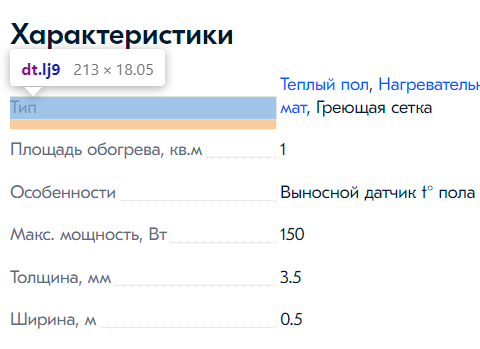 Характеристики
dt.lj9 213 × 18.05
Теплый пол, Нагревательн
Тип мат, Греющая сетка
Площадь обогрева, кв.м 1
Особенности Выносной датчик t° пола
Макс. мощность, Вт 150
Толщина, мм 3.5
Ширина, м 0.5